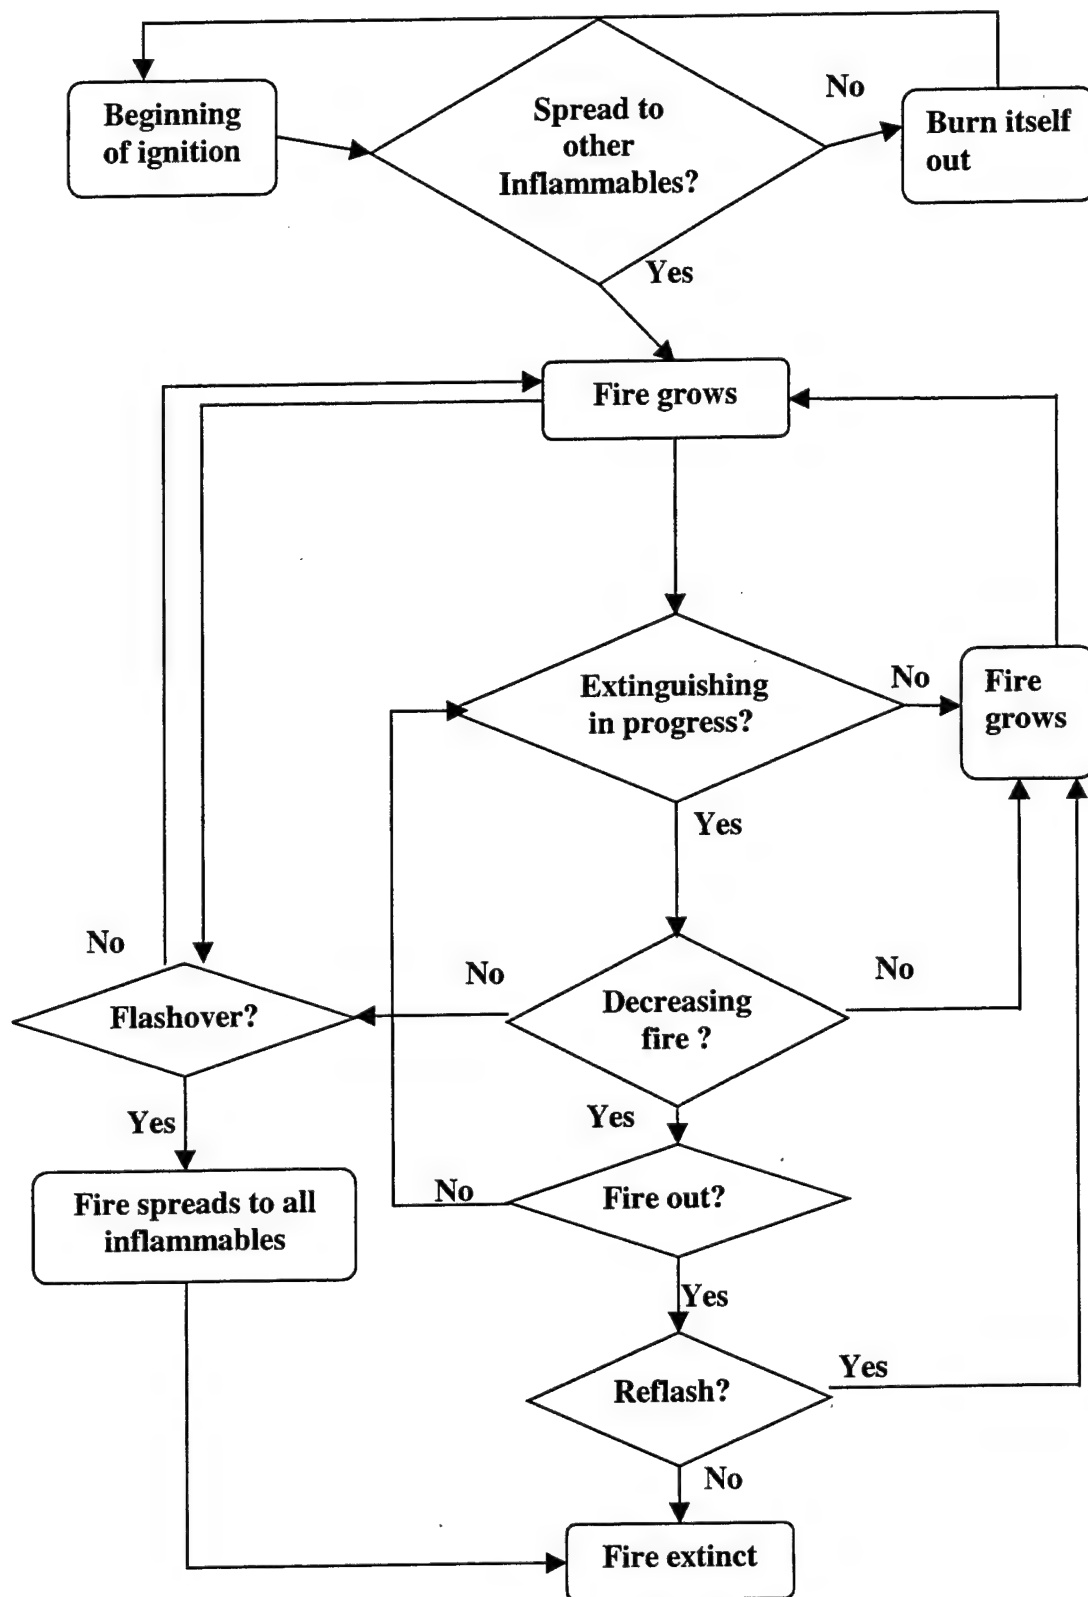 Beginning
of ignition
Spread to
other
Inflammables?
No
Burn itself
out
Yes
Fire grows
Extinguishing
in progress?
No
Fire
grows
Yes
No
Flashover?
No
Decreasing
fire ?
No
Yes
Yes
Fire spreads to all
inflammables
No
Fire out?
Yes
Reflash?
Yes
No
Fire extinct